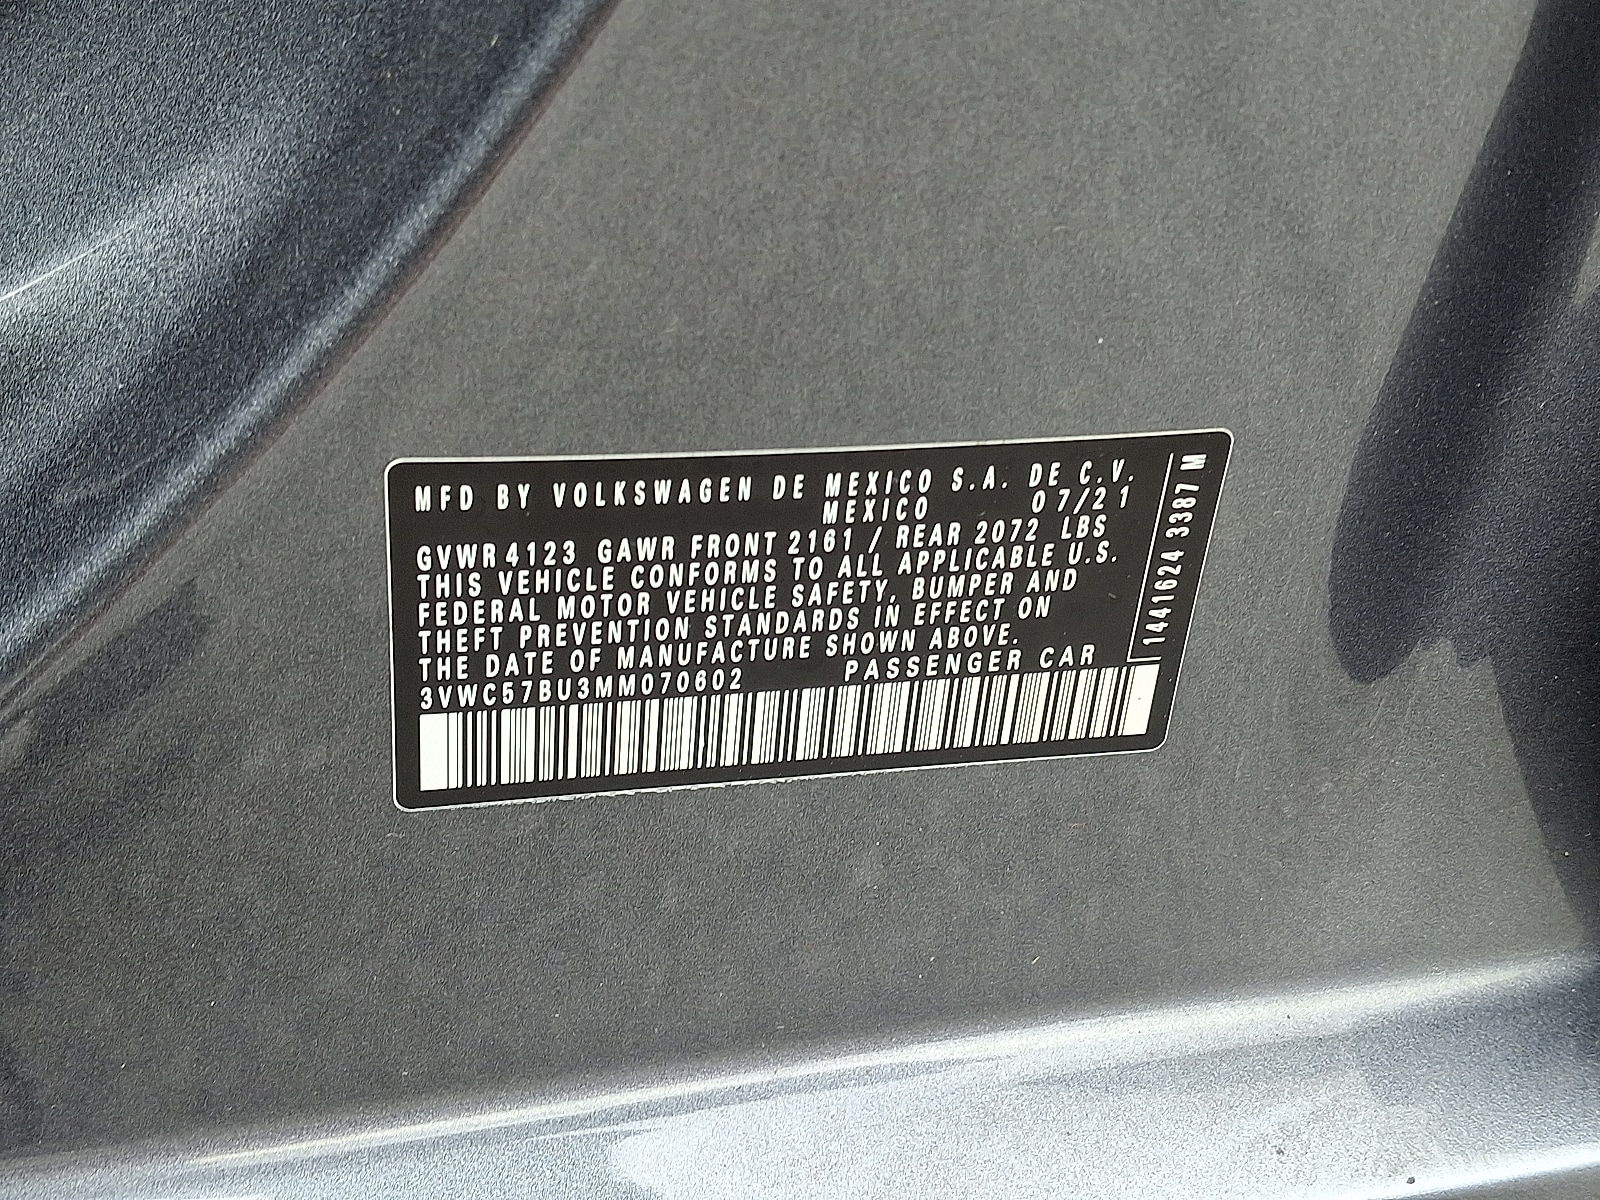 MFD BY VOLKSWAGEN DE MEXICO S.A. DE C.V.
MEXICO 07/21
GVWR 4123 GAWR FRONT 2161 / REAR 2072 LBS
THIS VEHICLE CONFORMS TO ALL APPLICABLE U.S.
FEDERAL MOTOR VEHICLE SAFETY, BUMPER AND
THEFT PREVENTION STANDARDS IN EFFECT ON
THE DATE OF MANUFACTURE SHOWN ABOVE.
3VWC57BU3MM070602 PASSENGER CAR
1441624 3387 M